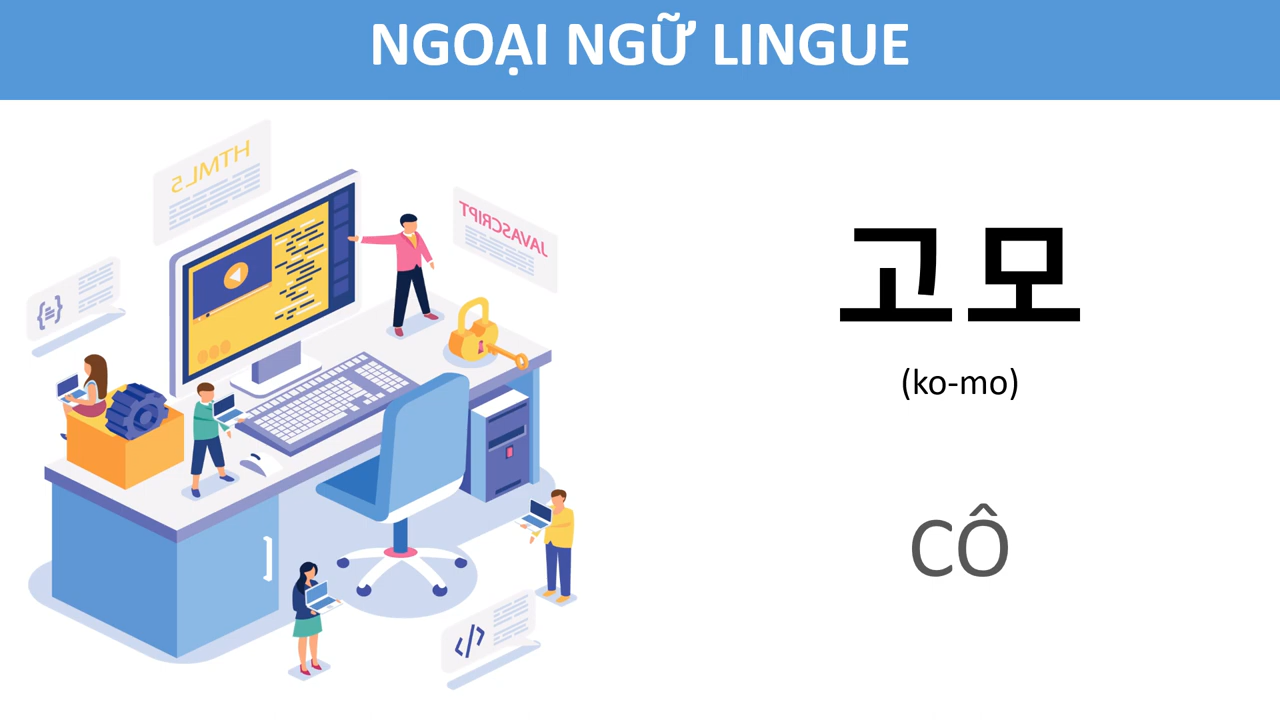 NGOẠI NGỮ LINGUE
HTML5
JAVASCRIPT
{≡}
고모
(ko-mo)
CÔ
</>